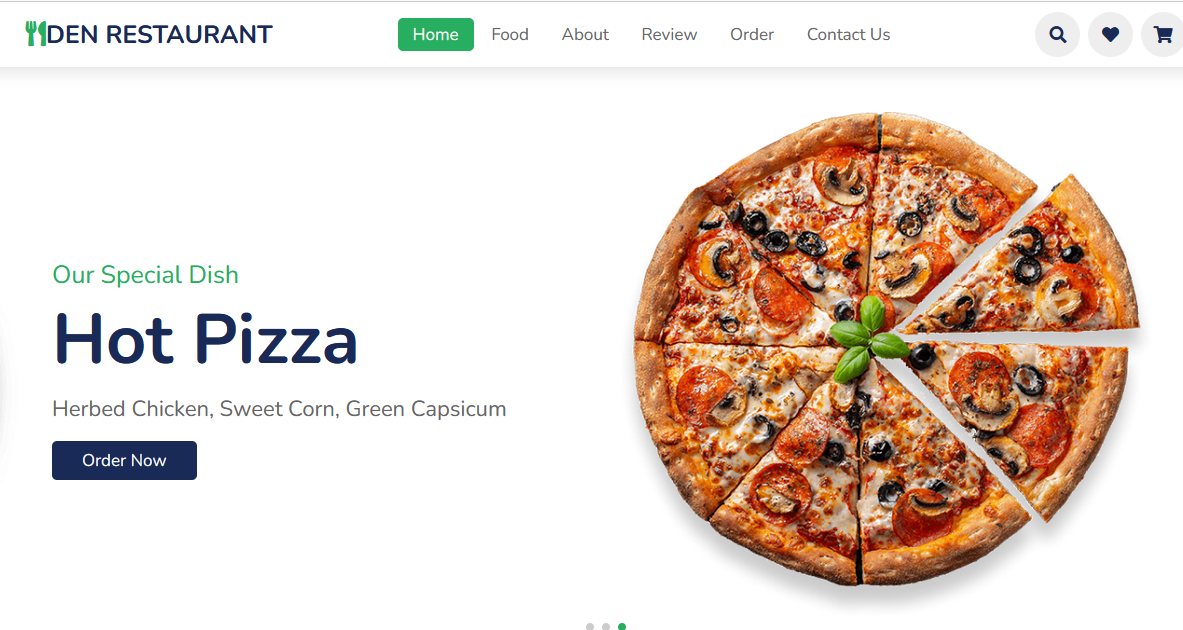 DEN RESTAURANT
Home Food About Review Order Contact Us
Our Special Dish
Hot Pizza
Herbed Chicken, Sweet Corn, Green Capsicum
Order Now